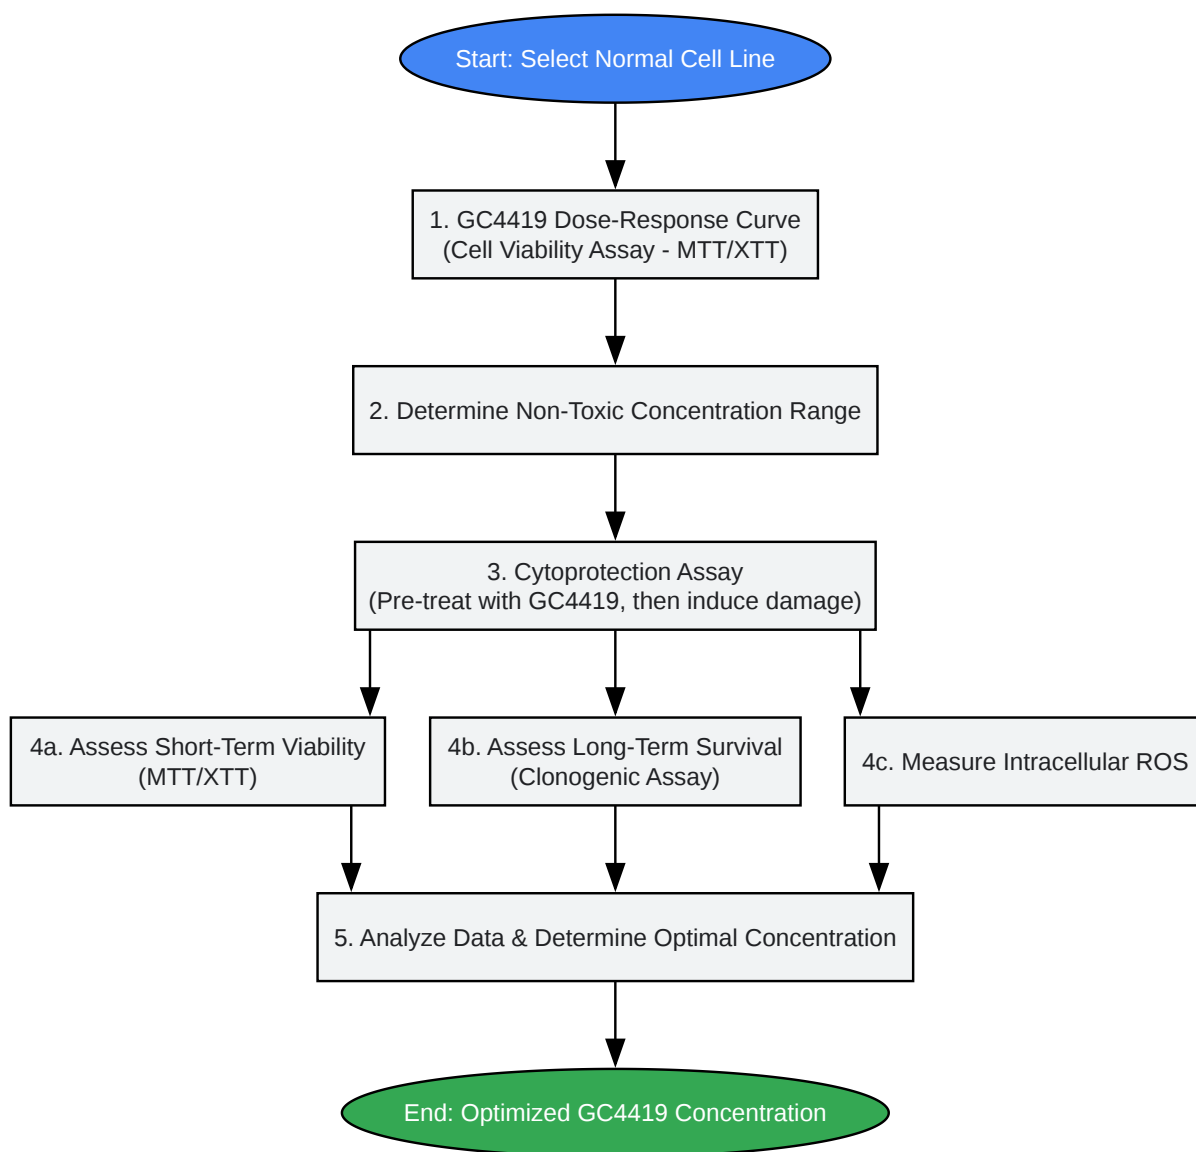 Start: Select Normal Cell Line
1. GC4419 Dose-Response Curve
(Cell Viability Assay - MTT/XTT)
2. Determine Non-Toxic Concentration Range
3. Cytoprotection Assay
(Pre-treat with GC4419, then induce damage)
4a. Assess Short-Term Viability
(MTT/XTT)
4b. Assess Long-Term Survival
(Clonogenic Assay)
4c. Measure Intracellular ROS
5. Analyze Data & Determine Optimal Concentration
End: Optimized GC4419 Concentration